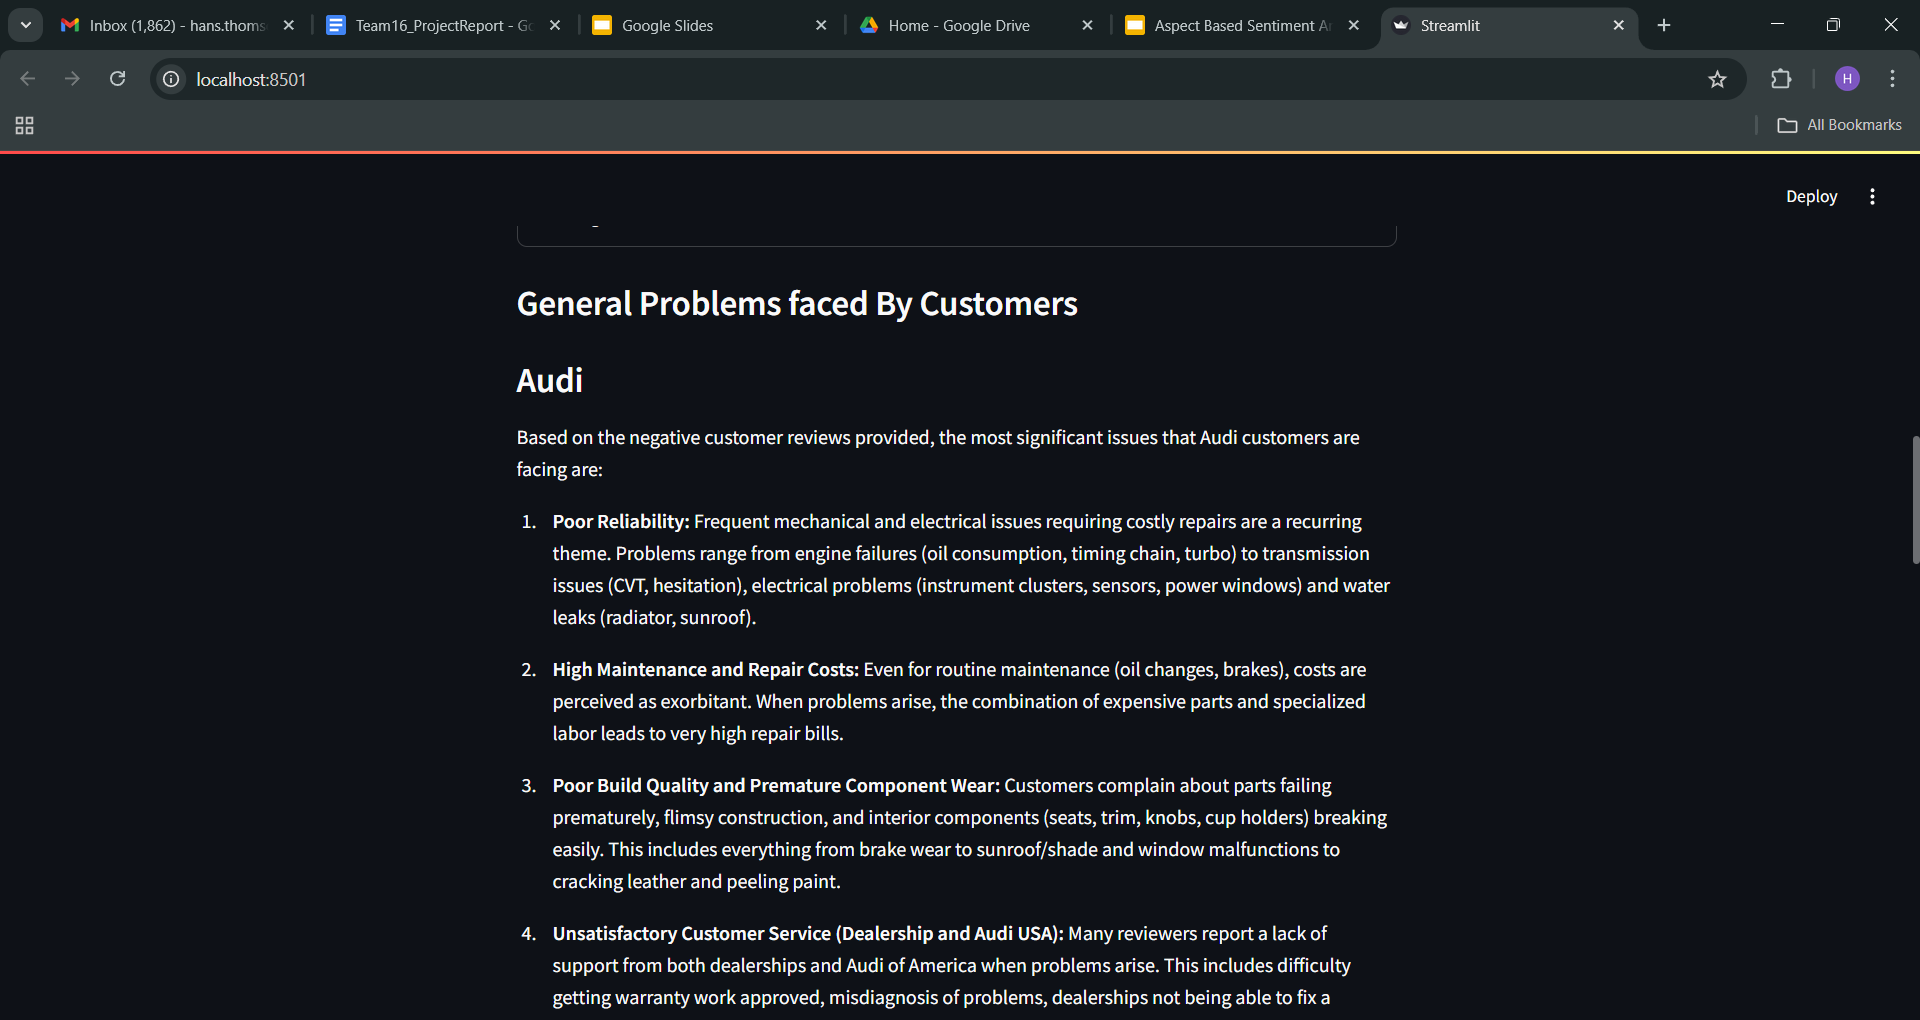 Inbox (1,862) - hans.thoms
Team16_ProjectReport - Go
Google Slides
Home - Google Drive
Aspect Based Sentiment A
Streamlit
localhost:8501
H
All Bookmarks
Deploy
General Problems faced By Customers
Audi
Based on the negative customer reviews provided, the most significant issues that Audi customers are
facing are:
1. Poor Reliability: Frequent mechanical and electrical issues requiring costly repairs are a recurring
theme. Problems range from engine failures (oil consumption, timing chain, turbo) to transmission
issues (CVT, hesitation), electrical problems (instrument clusters, sensors, power windows) and water
leaks (radiator, sunroof).
2. High Maintenance and Repair Costs: Even for routine maintenance (oil changes, brakes), costs are
perceived as exorbitant. When problems arise, the combination of expensive parts and specialized
labor leads to very high repair bills.
3. Poor Build Quality and Premature Component Wear: Customers complain about parts failing
prematurely, flimsy construction, and interior components (seats, trim, knobs, cup holders) breaking
easily. This includes everything from brake wear to sunroof/shade and window malfunctions to
cracking leather and peeling paint.
4. Unsatisfactory Customer Service (Dealership and Audi USA): Many reviewers report a lack of
support from both dealerships and Audi of America when problems arise. This includes difficulty
getting warranty work approved, misdiagnosis of problems, dealerships not being able to fix a